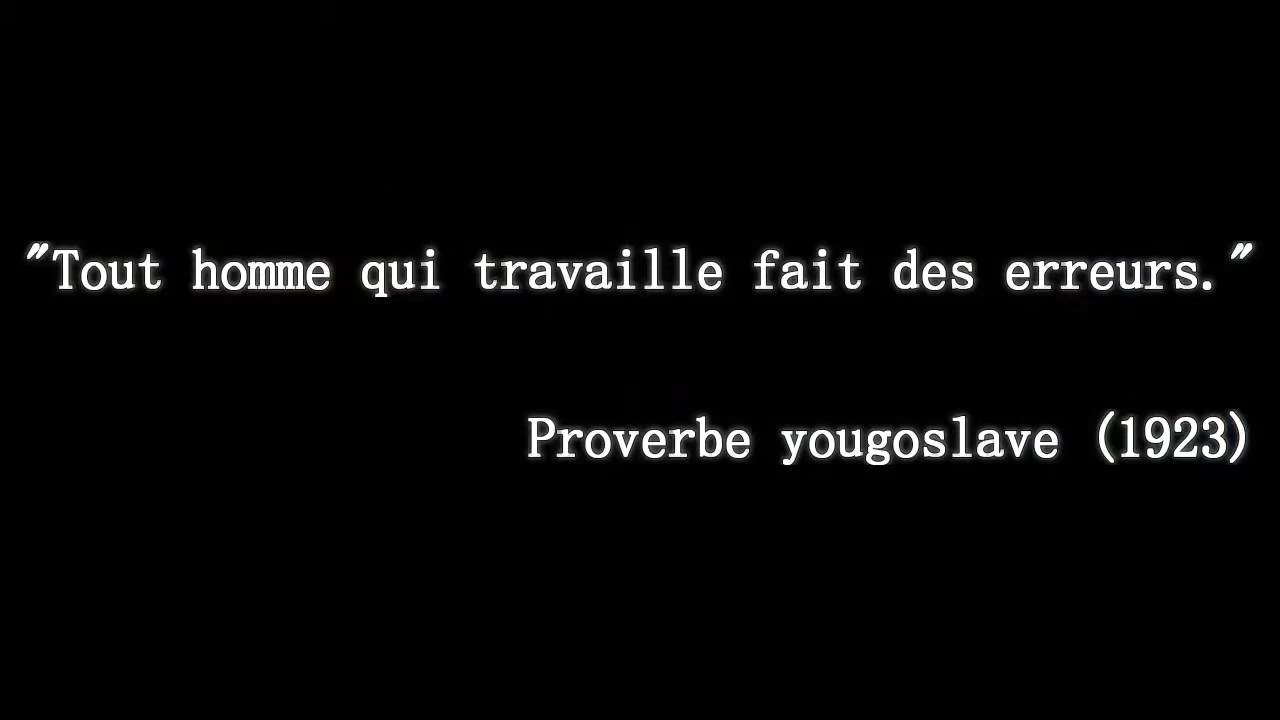 "Tout homme qui travaille fait des erreurs."
Proverbe yougoslave (1923)